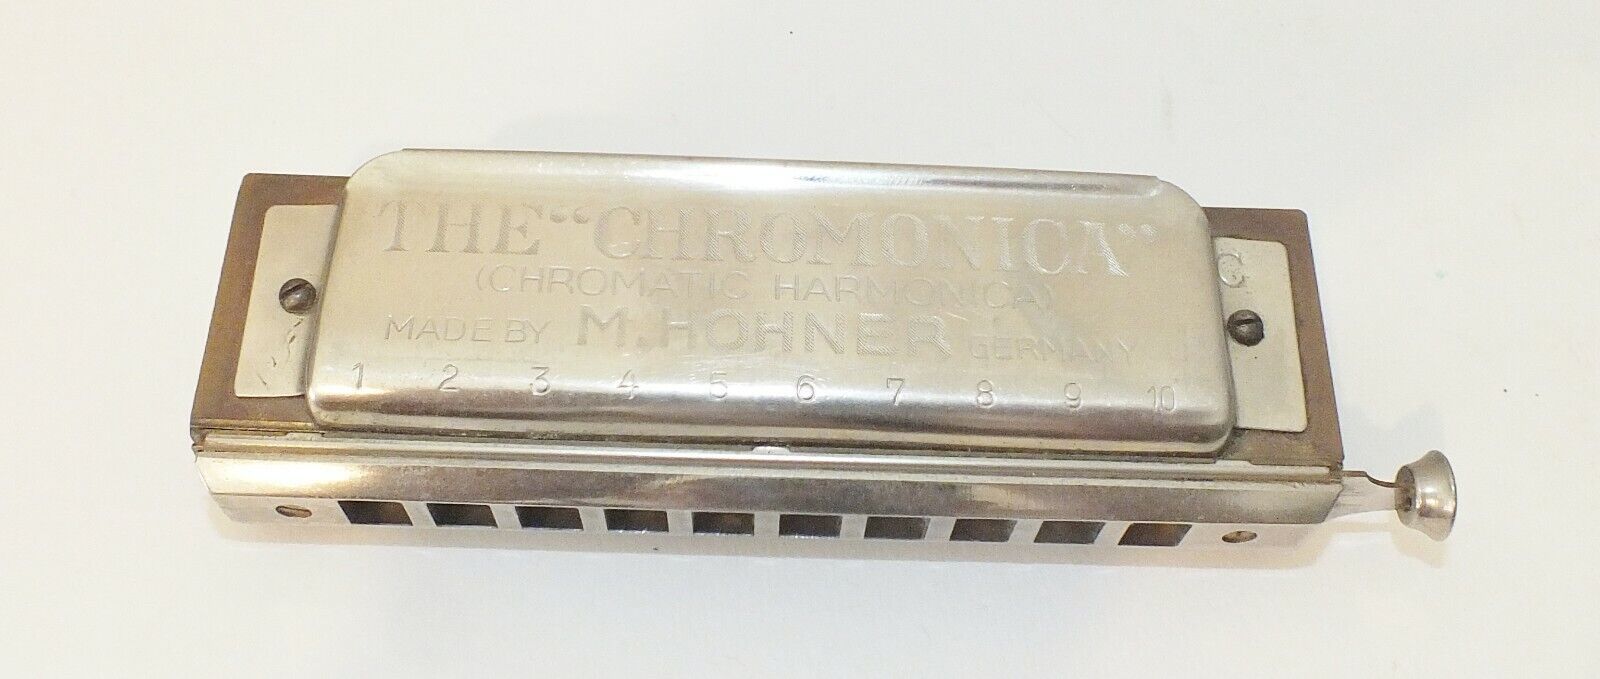 THE “CHROMONICA”
(CHROMATIC HARMONICA)
MADE BY M. HOHNER GERMANY
1 2 3 4 5 6 7 8 9 10
C